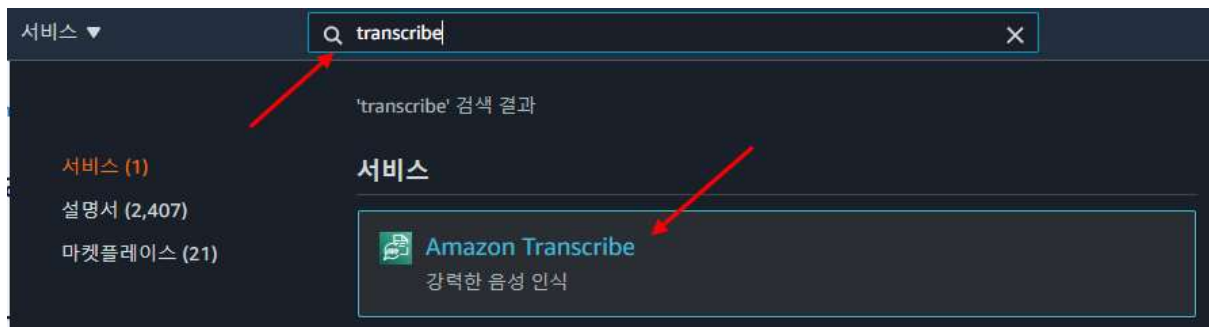 서비스 ▼
transcribe
'transcribe' 검색 결과
서비스 (1)
설명서 (2,407)
마켓플레이스 (21)
서비스
Amazon Transcribe
강력한 음성 인식